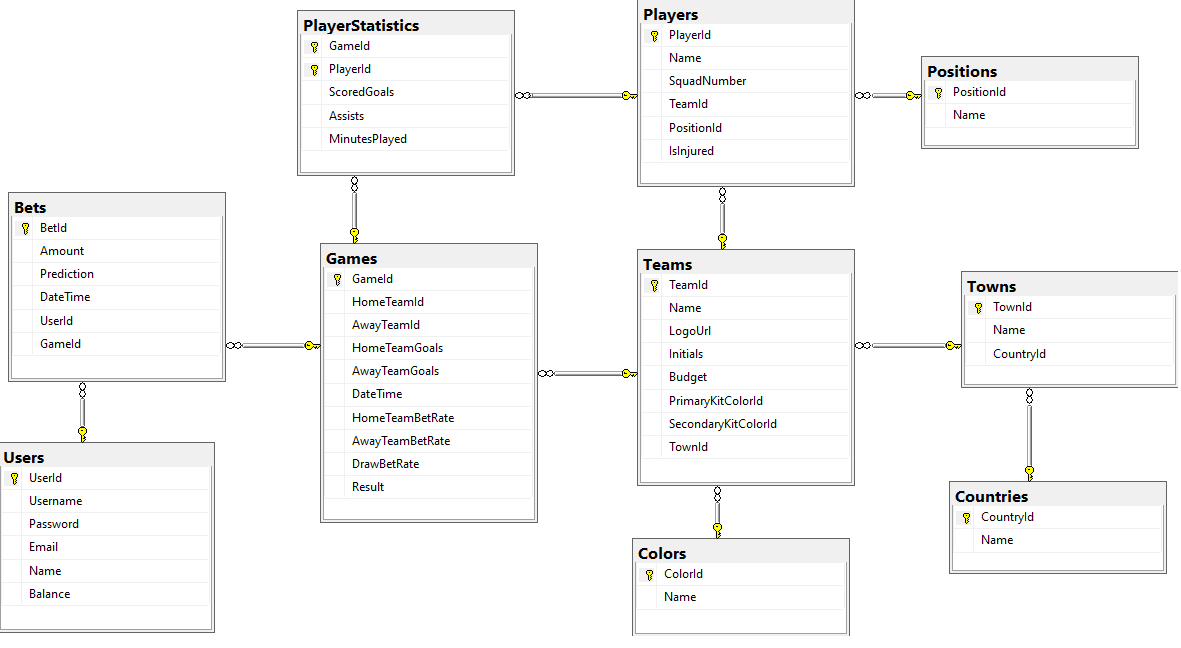 PlayerStatistics
GameId
PlayerId
ScoredGoals
Assists
MinutesPlayed
Players
PlayerId
Name
SquadNumber
TeamId
PositionId
IsInjured
Positions
PositionId
Name
Bets
BetId
Amount
Prediction
DateTime
UserId
GameId
Games
GameId
HomeTeamId
AwayTeamId
HomeTeamGoals
AwayTeamGoals
DateTime
HomeTeamBetRate
AwayTeamBetRate
DrawBetRate
Result
Teams
TeamId
Name
LogoUrl
Initials
Budget
PrimaryKitColorId
SecondaryKitColorId
TownId
Towns
TownId
Name
CountryId
Users
UserId
Username
Password
Email
Name
Balance
Colors
ColorId
Name
Countries
CountryId
Name